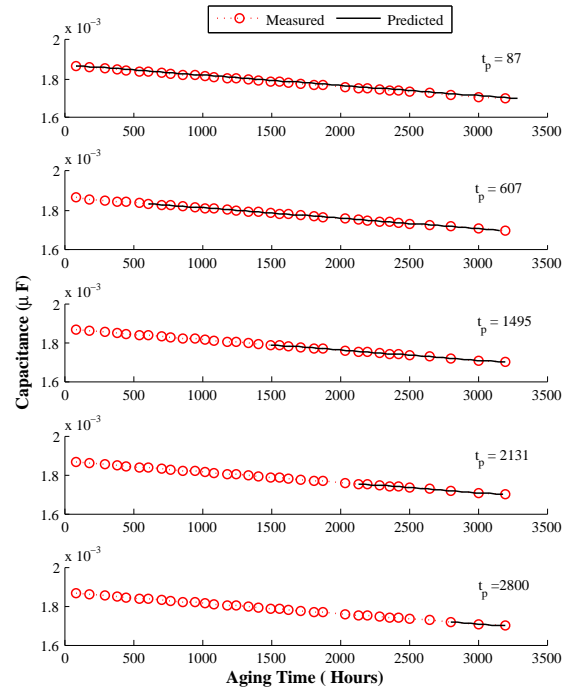 Measured Predicted
x 10⁻³
2
1.8
1.6
t_p = 87
0 500 1000 1500 2000 2500 3000 3500
x 10⁻³
2
1.8
1.6
t_p = 607
0 500 1000 1500 2000 2500 3000 3500
Capacitance (μ F)
x 10⁻³
2
1.8
1.6
t_p = 1495
0 500 1000 1500 2000 2500 3000 3500
x 10⁻³
2
1.8
1.6
t_p = 2131
0 500 1000 1500 2000 2500 3000 3500
x 10⁻³
2
1.8
1.6
t_p = 2800
0 500 1000 1500 2000 2500 3000 3500
Aging Time ( Hours)